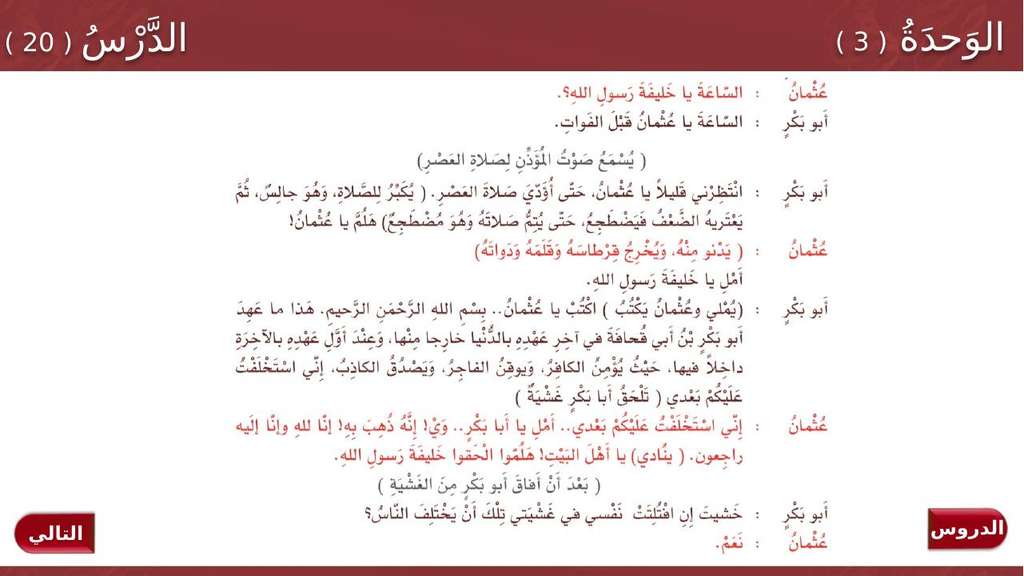 الوَحدَةُ ( 3 )
الدَّرْسُ ( 20 )
عُثْمانُ : السّاعَةَ يا خَليفَةَ رَسولِ اللهِ؟.
أَبو بَكْرٍ : السّاعَةَ يا عُثْمانُ قَبْلَ الفَواتِ.
( يُسْمَعُ صَوْتُ المُؤَذِّنِ لِصَلاةِ العَصْرِ)
أَبو بَكْرٍ : انْتَظِرْني قَليلاً يا عُثْمانُ، حَتّى أُؤَدّيَ صَلاةَ العَصْرِ. ( يُكَبِّرُ لِلصَّلاةِ، وَهُوَ جالِسٌ، ثُمَّ
يَعْتَريهُ الضَّعْفُ فَيَضْطَجِعُ، حَتّى يُتِمُّ صَلاتَهُ وَهُوَ مُضْطَجِعٌ) هَلُمَّ يا عُثْمانُ!
عُثْمانُ : ( يَدْنو مِنْهُ، وَيُخْرِجُ قِرْطاسَهُ وَقَلَمَهُ وَدَواتَهُ)
أَمْلِ يا خَليفَةَ رَسولِ اللهِ.
أَبو بَكْرٍ : (يُمْلي وعُثْمانُ يَكْتُبُ ) اكْتُبْ يا عُثْمانُ.. بِسْمِ اللهِ الرَّحْمَنِ الرَّحيمِ. هَذا ما عَهِدَ
أَبو بَكْرٍ بْنُ أَبي قُحافَةَ في آخِرِ عَهْدِهِ بِالدُّنْيا خارِجا مِنْها، وَعِنْدَ أَوَّلِ عَهْدِهِ بِالآخِرَةِ
داخِلاً فيها، حَيْثُ يُؤْمِنُ الكافِرُ، وَيوقِنُ الفاجِرُ، وَيَصْدُقُ الكاذِبُ، إِنّي اسْتَخْلَفْتُ
عَلَيْكُمْ بَعْدي ( تَلْحَقُ أَبا بَكْرٍ غَشْيَةٌ )
عُثْمانُ : إِنّي اسْتَخْلَفْتُ عَلَيْكُمْ بَعْدي.. أَمْلِ يا أَبا بَكْرٍ.. وَيْ! إِنَّهُ ذُهِبَ بِهِ! إِنّا للهِ وإِنّا إِلَيه
راجِعون. ( يُنادي) يا أَهْلَ البَيْتِ! هَلُمّوا الْحَقوا خَليفَةَ رَسولِ اللهِ.
( بَعْدَ أَنْ أَفاقَ أَبو بَكْرٍ مِنَ الغَشْيَةِ )
أَبو بَكْرٍ : خَشيتَ إِنِ افْتُلِتَتْ نَفْسي في غَشْيَتي تِلْكَ أَنْ يَخْتَلِفَ النّاسُ؟
عُثْمانُ : نَعَمْ.
الدروس
التالي